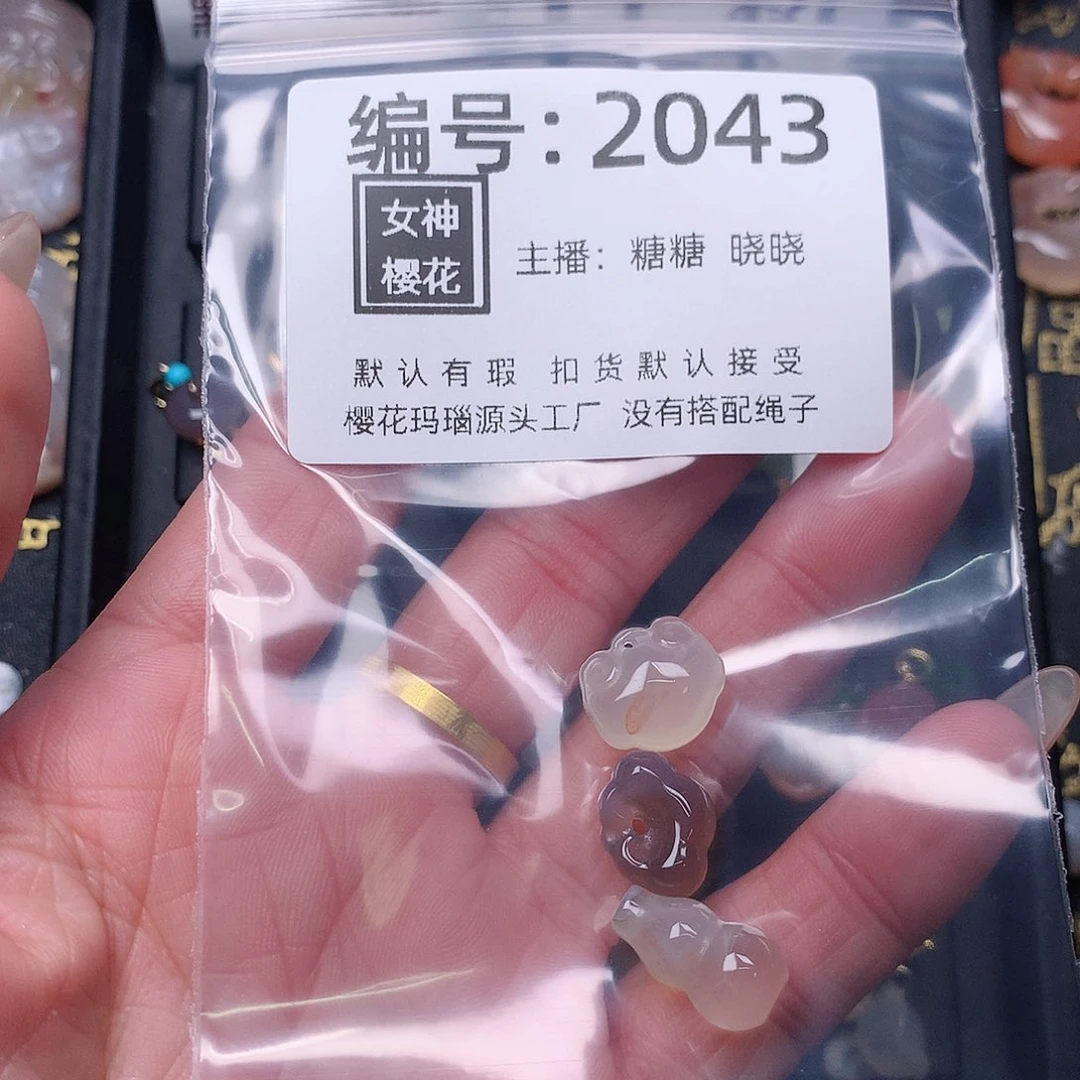 编号：2043
女神
樱花
主播：糖糖 晓晓
默认有瑕 扣货默认接受
樱花玛瑙源头工厂 没有搭配绳子